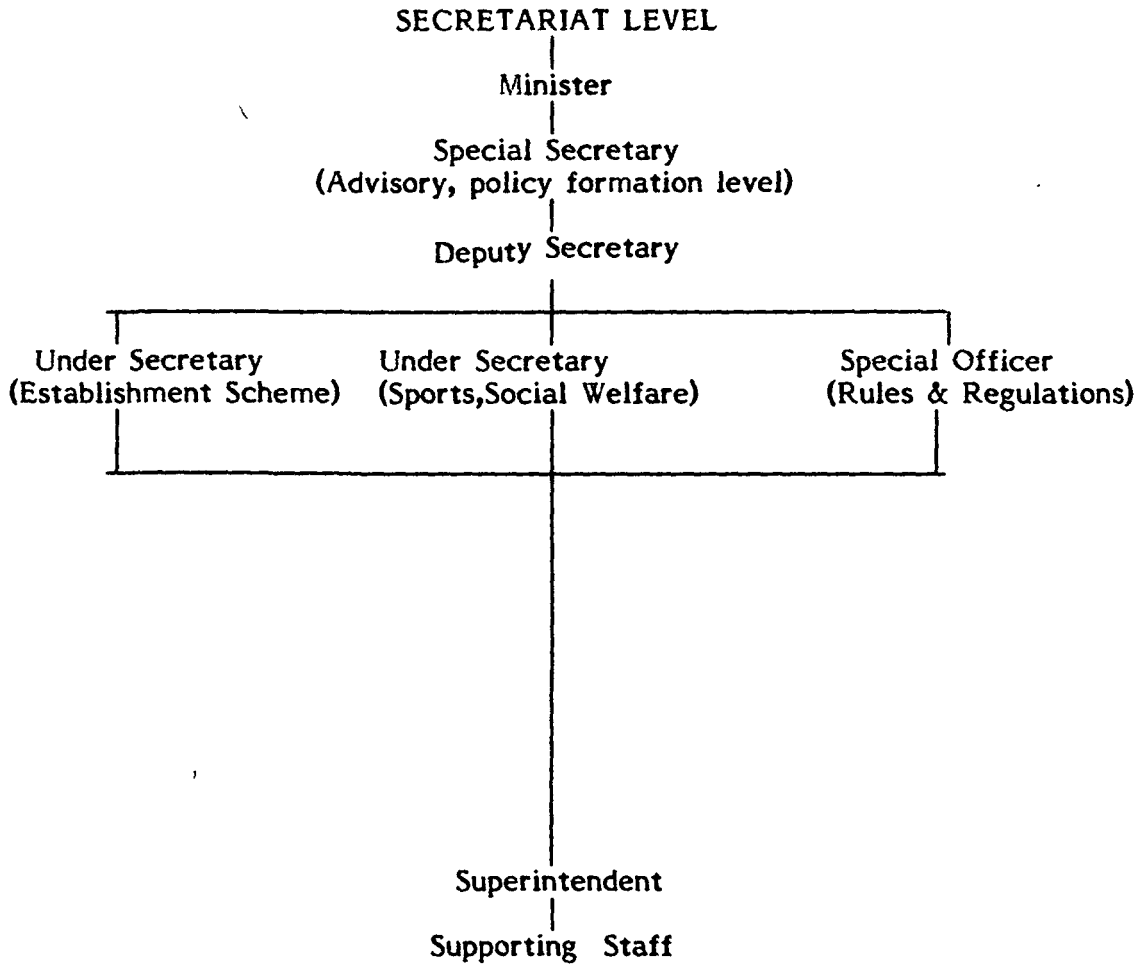 SECRETARIAT LEVEL
Minister
Special Secretary
(Advisory, policy formation level)
Deputy Secretary
Under Secretary
(Establishment Scheme)
Under Secretary
(Sports,Social Welfare)
Special Officer
(Rules & Regulations)
Superintendent
Supporting Staff